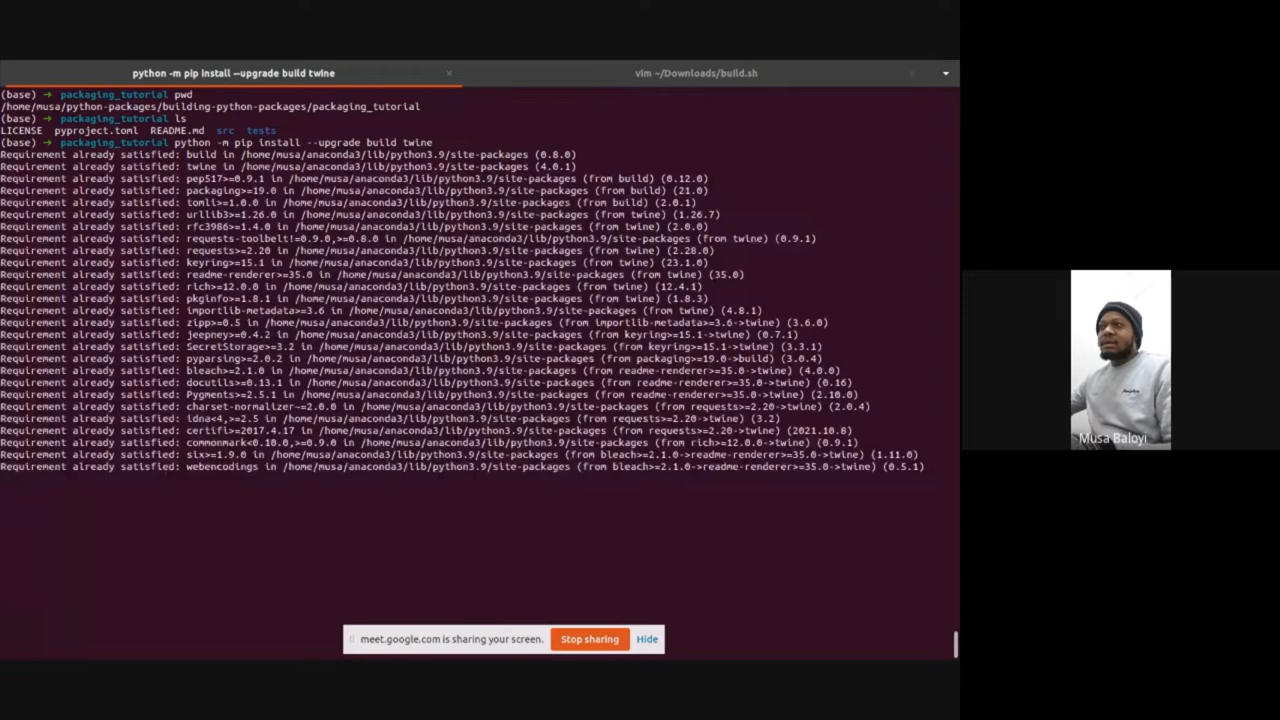 python -m pip install --upgrade build twine
vim ~/Downloads/build.sh
(base) → packaging_tutorial pwd
/home/musa/python-packages/building-python-packages/packaging_tutorial
(base) → packaging_tutorial ls
LICENSE pyproject.toml README.md src tests
(base) → packaging_tutorial python -m pip install --upgrade build twine
Requirement already satisfied: build in /home/musa/anaconda3/lib/python3.9/site-packages (0.8.0)
Requirement already satisfied: twine in /home/musa/anaconda3/lib/python3.9/site-packages (4.0.1)
Requirement already satisfied: pep517>=0.9.1 in /home/musa/anaconda3/lib/python3.9/site-packages (from build) (0.12.0)
Requirement already satisfied: packaging>=19.0 in /home/musa/anaconda3/lib/python3.9/site-packages (from build) (21.0)
Requirement already satisfied: tomli>=1.0.0 in /home/musa/anaconda3/lib/python3.9/site-packages (from build) (2.0.1)
Requirement already satisfied: urllib3>=1.26.0 in /home/musa/anaconda3/lib/python3.9/site-packages (from twine) (1.26.7)
Requirement already satisfied: rfc3986>=1.4.0 in /home/musa/anaconda3/lib/python3.9/site-packages (from twine) (2.0.0)
Requirement already satisfied: requests-toolbelt!=0.9.0,>=0.8.0 in /home/musa/anaconda3/lib/python3.9/site-packages (from twine) (0.9.1)
Requirement already satisfied: requests>=2.20 in /home/musa/anaconda3/lib/python3.9/site-packages (from twine) (2.28.0)
Requirement already satisfied: keyring>=15.1 in /home/musa/anaconda3/lib/python3.9/site-packages (from twine) (23.1.0)
Requirement already satisfied: readme-renderer>=35.0 in /home/musa/anaconda3/lib/python3.9/site-packages (from twine) (35.0)
Requirement already satisfied: rich>=12.0.0 in /home/musa/anaconda3/lib/python3.9/site-packages (from twine) (12.4.1)
Requirement already satisfied: pkginfo>=1.8.1 in /home/musa/anaconda3/lib/python3.9/site-packages (from twine) (1.8.3)
Requirement already satisfied: importlib-metadata>=3.6 in /home/musa/anaconda3/lib/python3.9/site-packages (from twine) (4.8.1)
Requirement already satisfied: zipp>=0.5 in /home/musa/anaconda3/lib/python3.9/site-packages (from importlib-metadata>=3.6->twine) (3.6.0)
Requirement already satisfied: jeepney>=0.4.2 in /home/musa/anaconda3/lib/python3.9/site-packages (from keyring>=15.1->twine) (0.7.1)
Requirement already satisfied: SecretStorage>=3.2 in /home/musa/anaconda3/lib/python3.9/site-packages (from keyring>=15.1->twine) (3.3.1)
Requirement already satisfied: pyparsing>=2.0.2 in /home/musa/anaconda3/lib/python3.9/site-packages (from packaging>=19.0->build) (3.0.4)
Requirement already satisfied: bleach>=2.1.0 in /home/musa/anaconda3/lib/python3.9/site-packages (from readme-renderer>=35.0->twine) (4.0.0)
Requirement already satisfied: docutils>=0.13.1 in /home/musa/anaconda3/lib/python3.9/site-packages (from readme-renderer>=35.0->twine) (0.16)
Requirement already satisfied: Pygments>=2.5.1 in /home/musa/anaconda3/lib/python3.9/site-packages (from readme-renderer>=35.0->twine) (2.10.0)
Requirement already satisfied: charset-normalizer~=2.0.0 in /home/musa/anaconda3/lib/python3.9/site-packages (from requests>=2.20->twine) (2.0.4)
Requirement already satisfied: idna<4,>=2.5 in /home/musa/anaconda3/lib/python3.9/site-packages (from requests>=2.20->twine) (3.2)
Requirement already satisfied: certifi>=2017.4.17 in /home/musa/anaconda3/lib/python3.9/site-packages (from requests>=2.20->twine) (2021.10.8)
Requirement already satisfied: commonmark<0.10.0,>=0.9.0 in /home/musa/anaconda3/lib/python3.9/site-packages (from rich>=12.0.0->twine) (0.9.1)
Requirement already satisfied: six>=1.9.0 in /home/musa/anaconda3/lib/python3.9/site-packages (from bleach>=2.1.0->readme-renderer>=35.0->twine) (1.11.0)
Requirement already satisfied: webencodings in /home/musa/anaconda3/lib/python3.9/site-packages (from bleach>=2.1.0->readme-renderer>=35.0->twine) (0.5.1)
Musa Baloyi
meet.google.com is sharing your screen.
Stop sharing
Hide